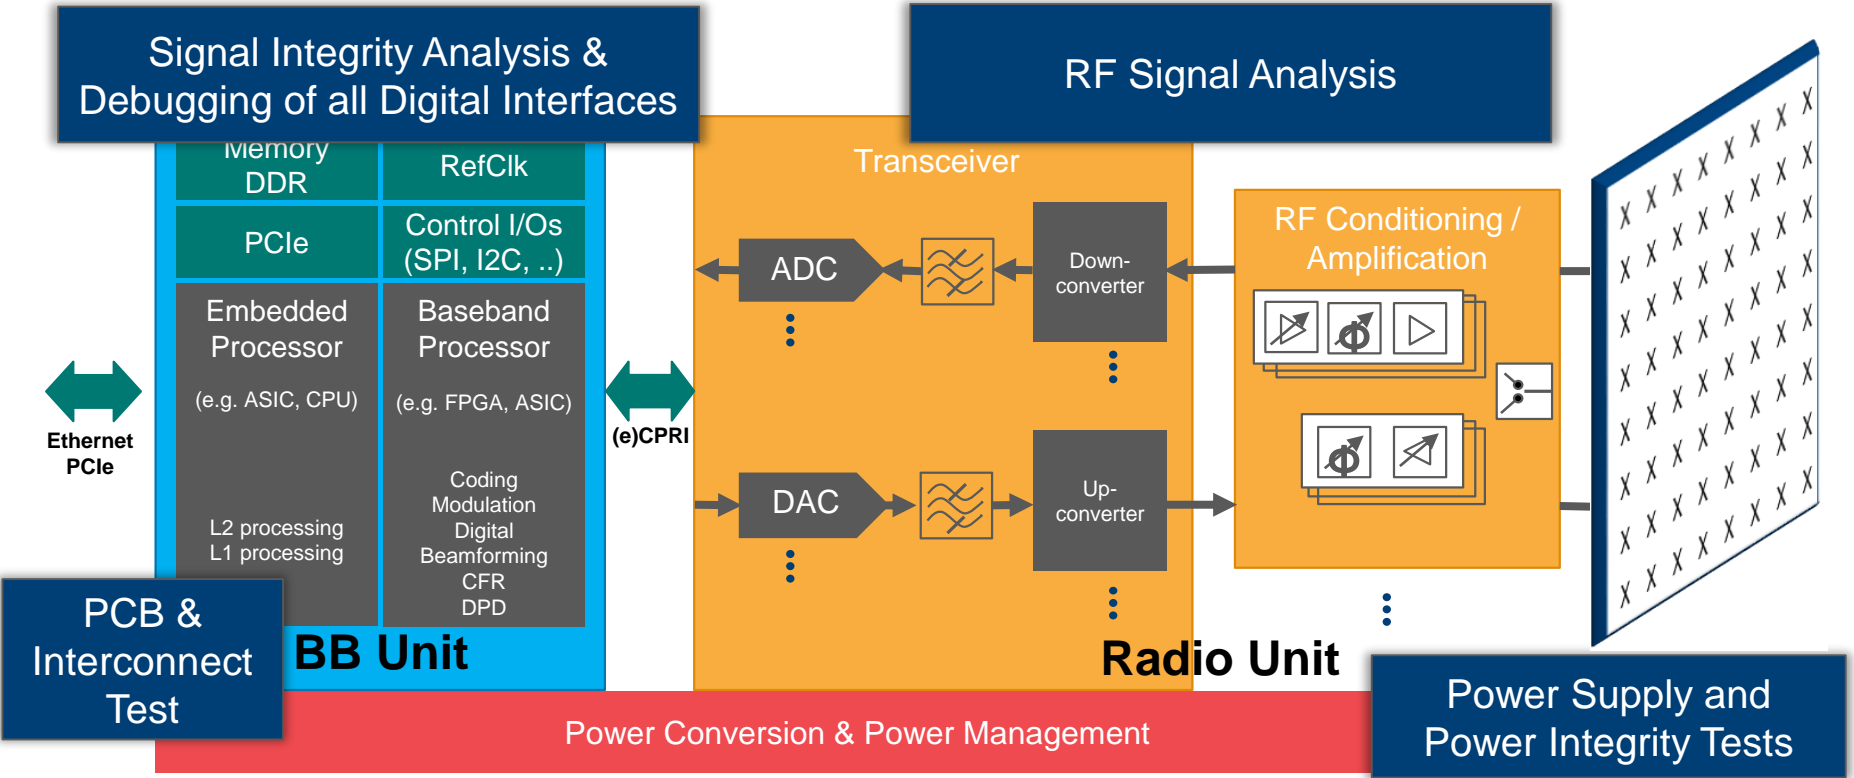 Signal Integrity Analysis &
Debugging of all Digital Interfaces
RF Signal Analysis
Memory
DDR
RefClk
PCIe
Control I/Os
(SPI, I2C, ..)
Embedded
Processor
(e.g. ASIC, CPU)
L2 processing
L1 processing
Baseband
Processor
(e.g. FPGA, ASIC)
Coding
Modulation
Digital
Beamforming
CFR
DPD
Ethernet
PCIe
(e)CPRI
BB Unit
Transceiver
ADC
Down-
converter
DAC
Up-
converter
RF Conditioning /
Amplification
Φ
Φ
Radio Unit
PCB &
Interconnect
Test
Power Conversion & Power Management
Power Supply and
Power Integrity Tests